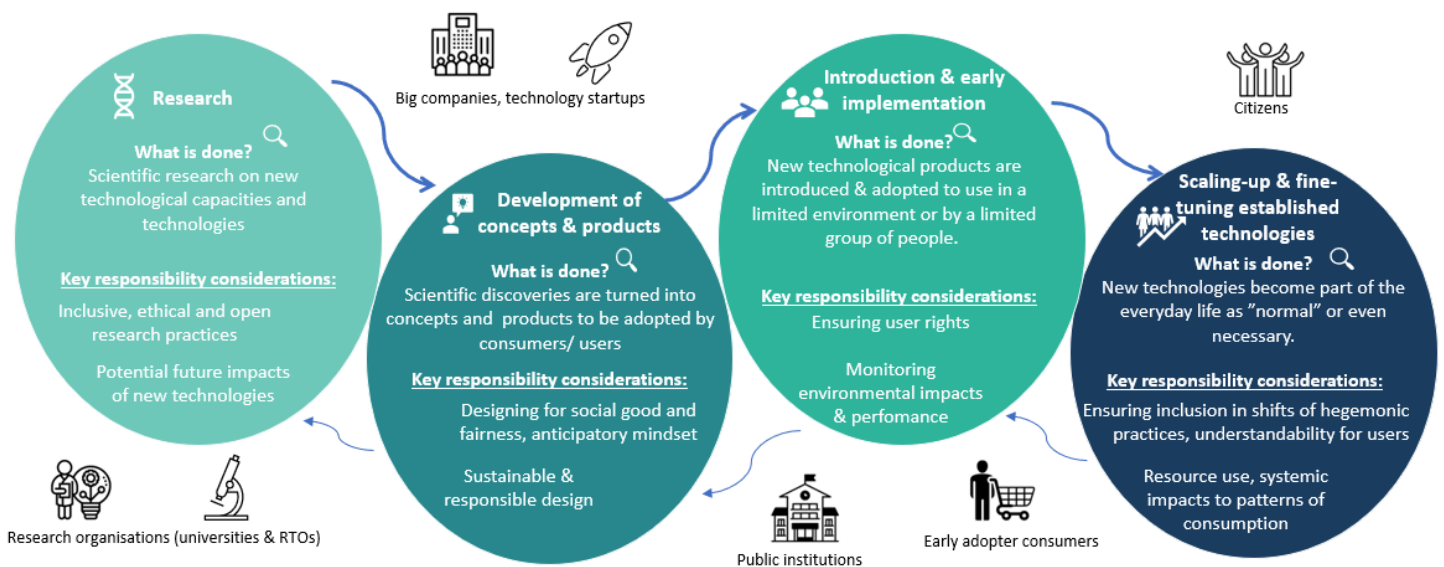 Research
What is done?
Scientific research on new
technological capacities and
technologies
Key responsibility considerations:
Inclusive, ethical and open
research practices
Potential future impacts
of new technologies
Research organisations (universities & RTOs)
Big companies, technology startups
Development of
concepts & products
What is done?
Scientific discoveries are turned into
concepts and products to be adopted by
consumers/ users
Key responsibility considerations:
Designing for social good and
fairness, anticipatory mindset
Sustainable &
responsible design
Introduction & early
implementation
What is done?
New technological products are
introduced & adopted to use in a
limited environment or by a limited
group of people.
Key responsibility considerations:
Ensuring user rights
Monitoring
environmental impacts
& perfomance
Public institutions
Early adopter consumers
Citizens
Scaling-up & fine-
tuning established
technologies
What is done?
New technologies become part of the
everyday life as ”normal” or even
necessary.
Key responsibility considerations:
Ensuring inclusion in shifts of hegemonic
practices, understandability for users
Resource use, systemic
impacts to patterns of
consumption